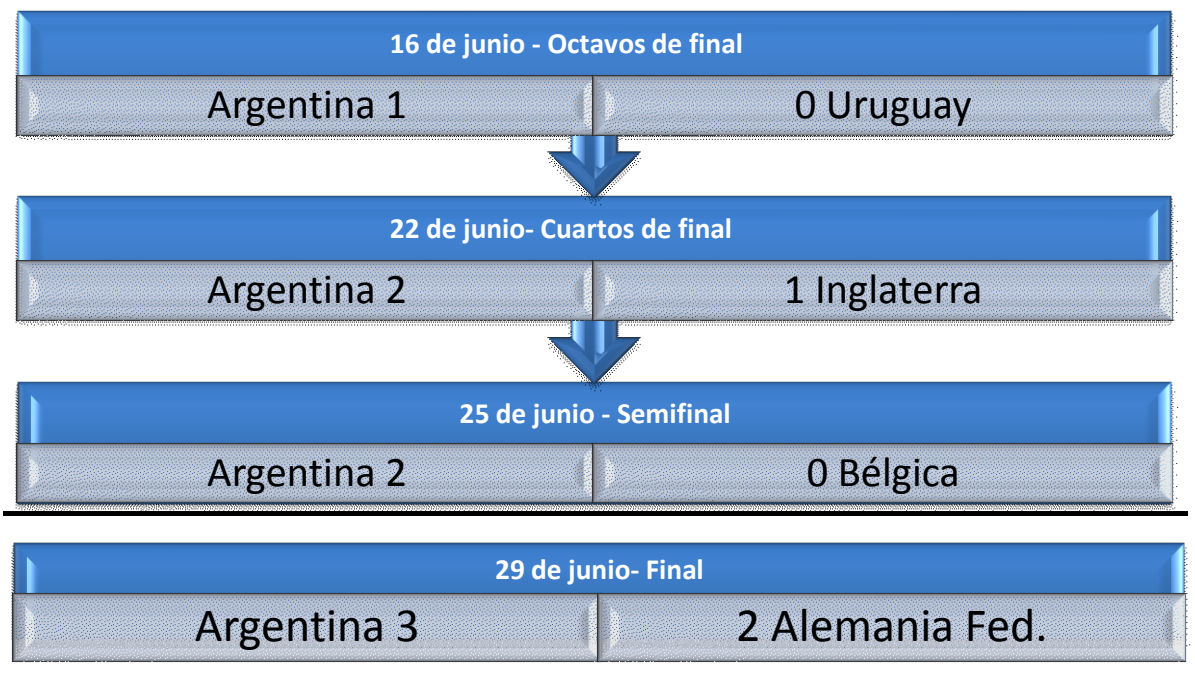 16 de junio - Octavos de final
Argentina 1 0 Uruguay
22 de junio- Cuartos de final
Argentina 2 1 Inglaterra
25 de junio - Semifinal
Argentina 2 0 Bélgica
29 de junio- Final
Argentina 3 2 Alemania Fed.